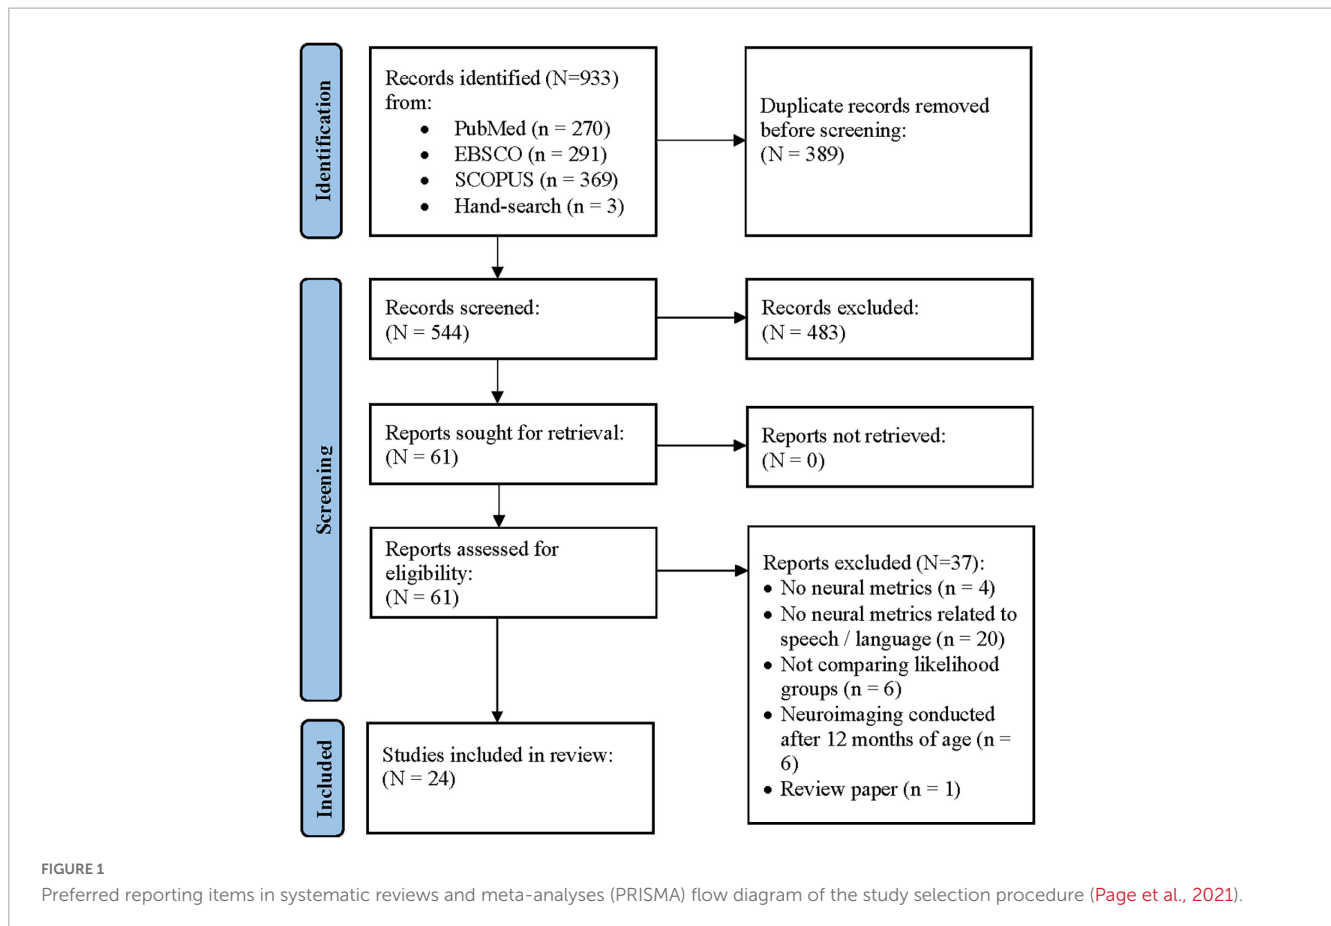 Identification
Records identified (N=933)
from:
• PubMed (n = 270)
• EBSCO (n = 291)
• SCOPUS (n = 369)
• Hand-search (n = 3)
Duplicate records removed
before screening:
(N = 389)
Screening
Records screened:
(N = 544)
Records excluded:
(N = 483)
Reports sought for retrieval:
(N = 61)
Reports not retrieved:
(N = 0)
Reports assessed for
eligibility:
(N = 61)
Reports excluded (N=37):
• No neural metrics (n = 4)
• No neural metrics related to
speech / language (n = 20)
• Not comparing likelihood
groups (n = 6)
• Neuroimaging conducted
after 12 months of age (n =
6)
• Review paper (n = 1)
Included
Studies included in review:
(N = 24)
FIGURE 1
Preferred reporting items in systematic reviews and meta-analyses (PRISMA) flow diagram of the study selection procedure (Page et al., 2021).